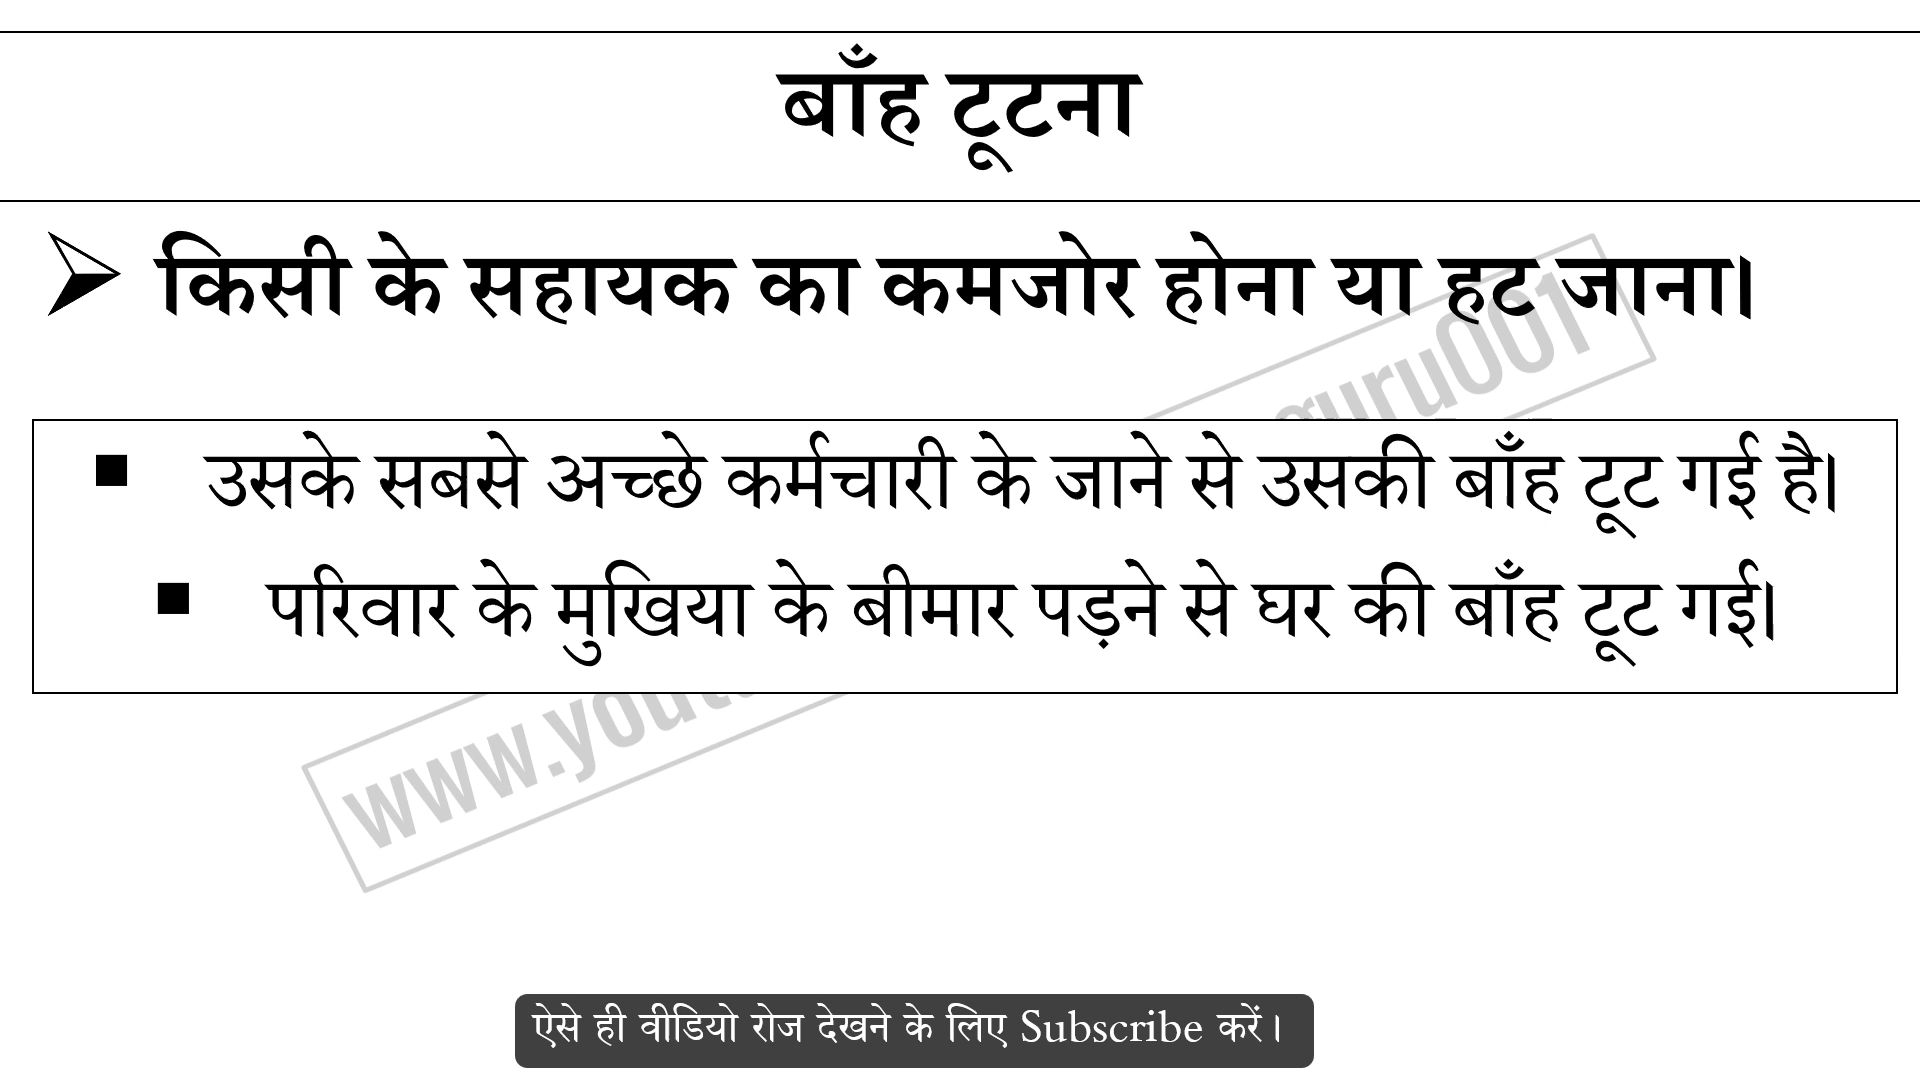 बाँह टूटना
किसी के सहायक का कमजोर होना या हट जाना।
उसके सबसे अच्छे कर्मचारी के जाने से उसकी बाँह टूट गई है।
परिवार के मुखिया के बीमार पड़ने से घर की बाँह टूट गई।
ऐसे ही वीडियो रोज देखने के लिए Subscribe करें।